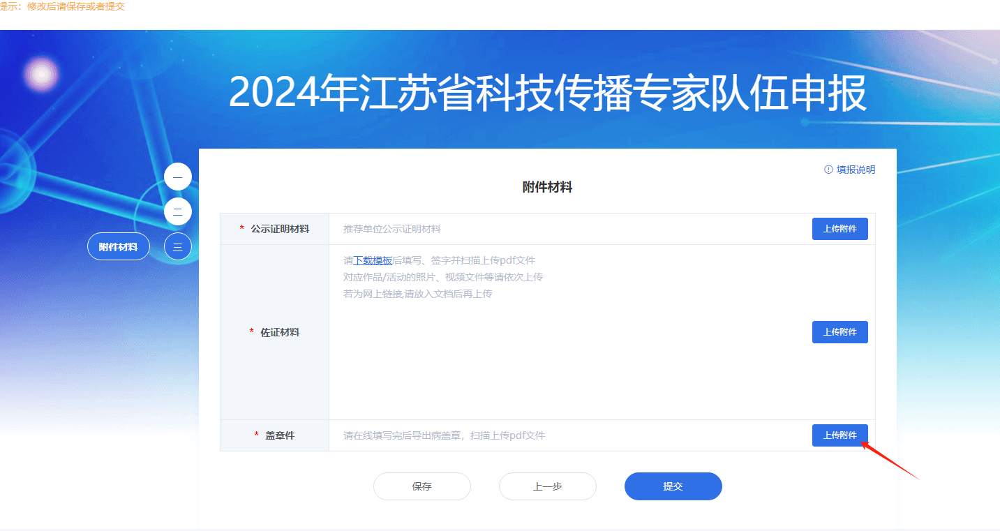 提示：修改后请保存或者提交
2024年江苏省科技传播专家队伍申报
填报说明
附件材料
一
二
附件材料 三
* 公示证明材料 推荐单位公示证明材料 上传附件
请下载模板后填写、签字并扫描上传pdf文件
对应作品/活动的照片、视频文件等请依次上传
若为网上链接,请放入文档后再上传
* 佐证材料 上传附件
* 盖章件 请在线填写完后导出病盖章，扫描上传pdf文件 上传附件
保存 上一步 提交